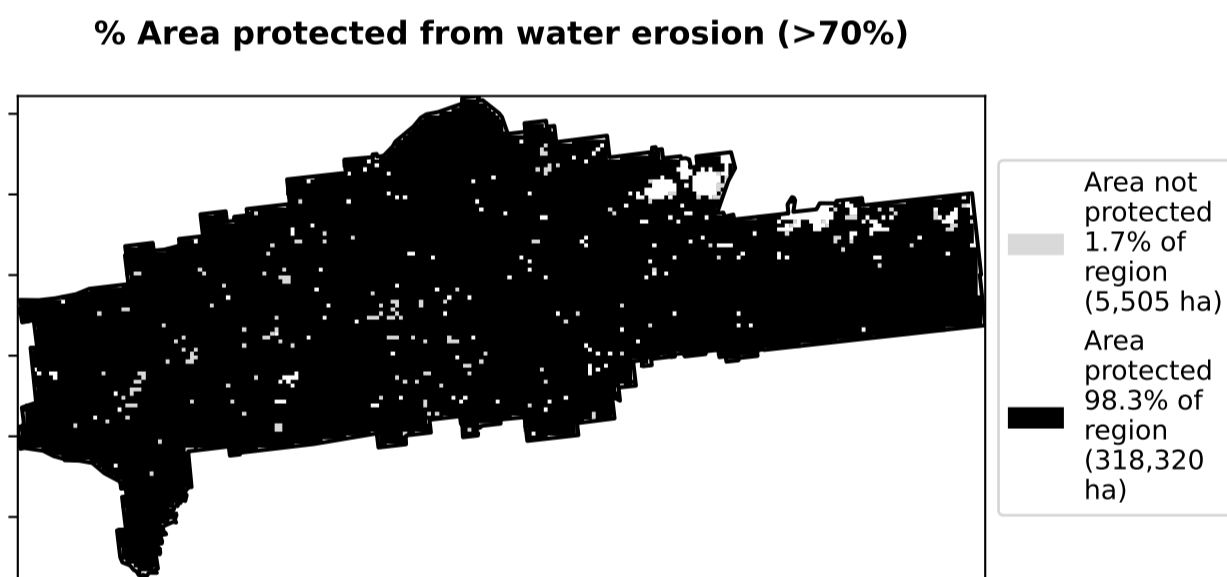 % Area protected from water erosion (>70%)
Area not
protected
1.7% of
region
(5,505 ha)
Area
protected
98.3% of
region
(318,320
ha)